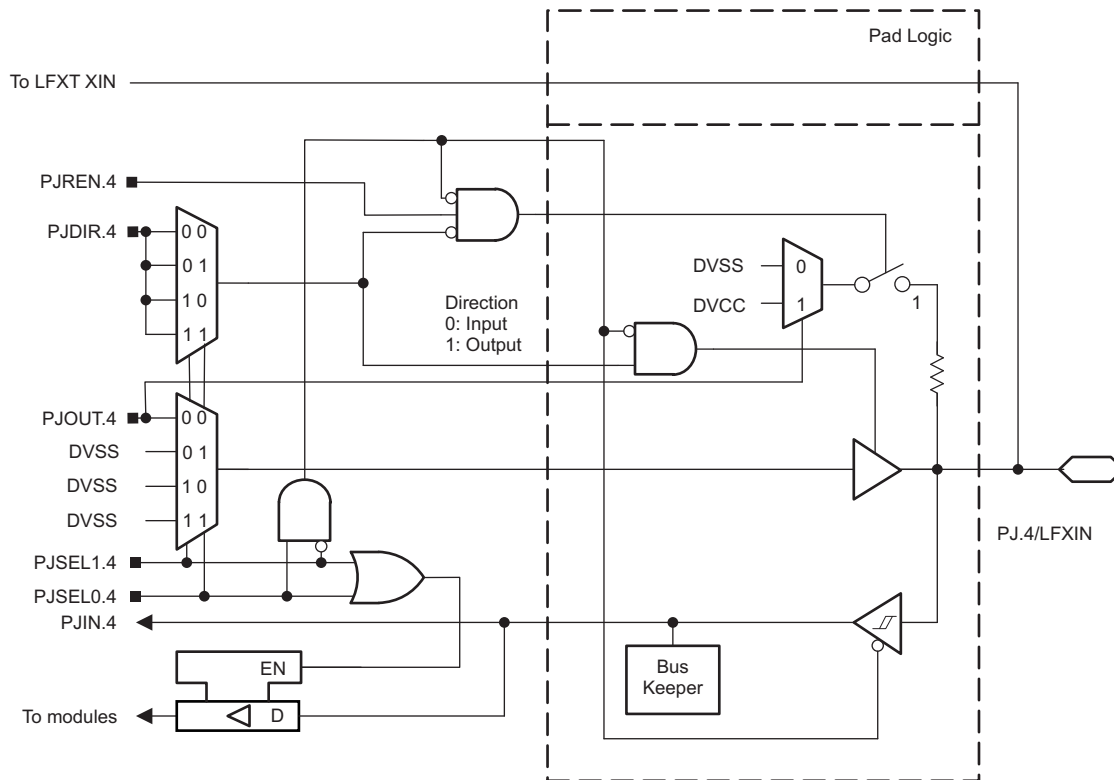 Pad Logic
To LFXT XIN
PJREN.4
PJDIR.4
0 0
0 1
1 0
1 1
DVSS
0
DVCC
1
1
Direction
0: Input
1: Output
PJOUT.4
0 0
DVSS
0 1
DVSS
1 0
DVSS
1 1
PJ.4/LFXIN
PJSEL1.4
PJSEL0.4
PJIN.4
Bus
Keeper
EN
D
To modules